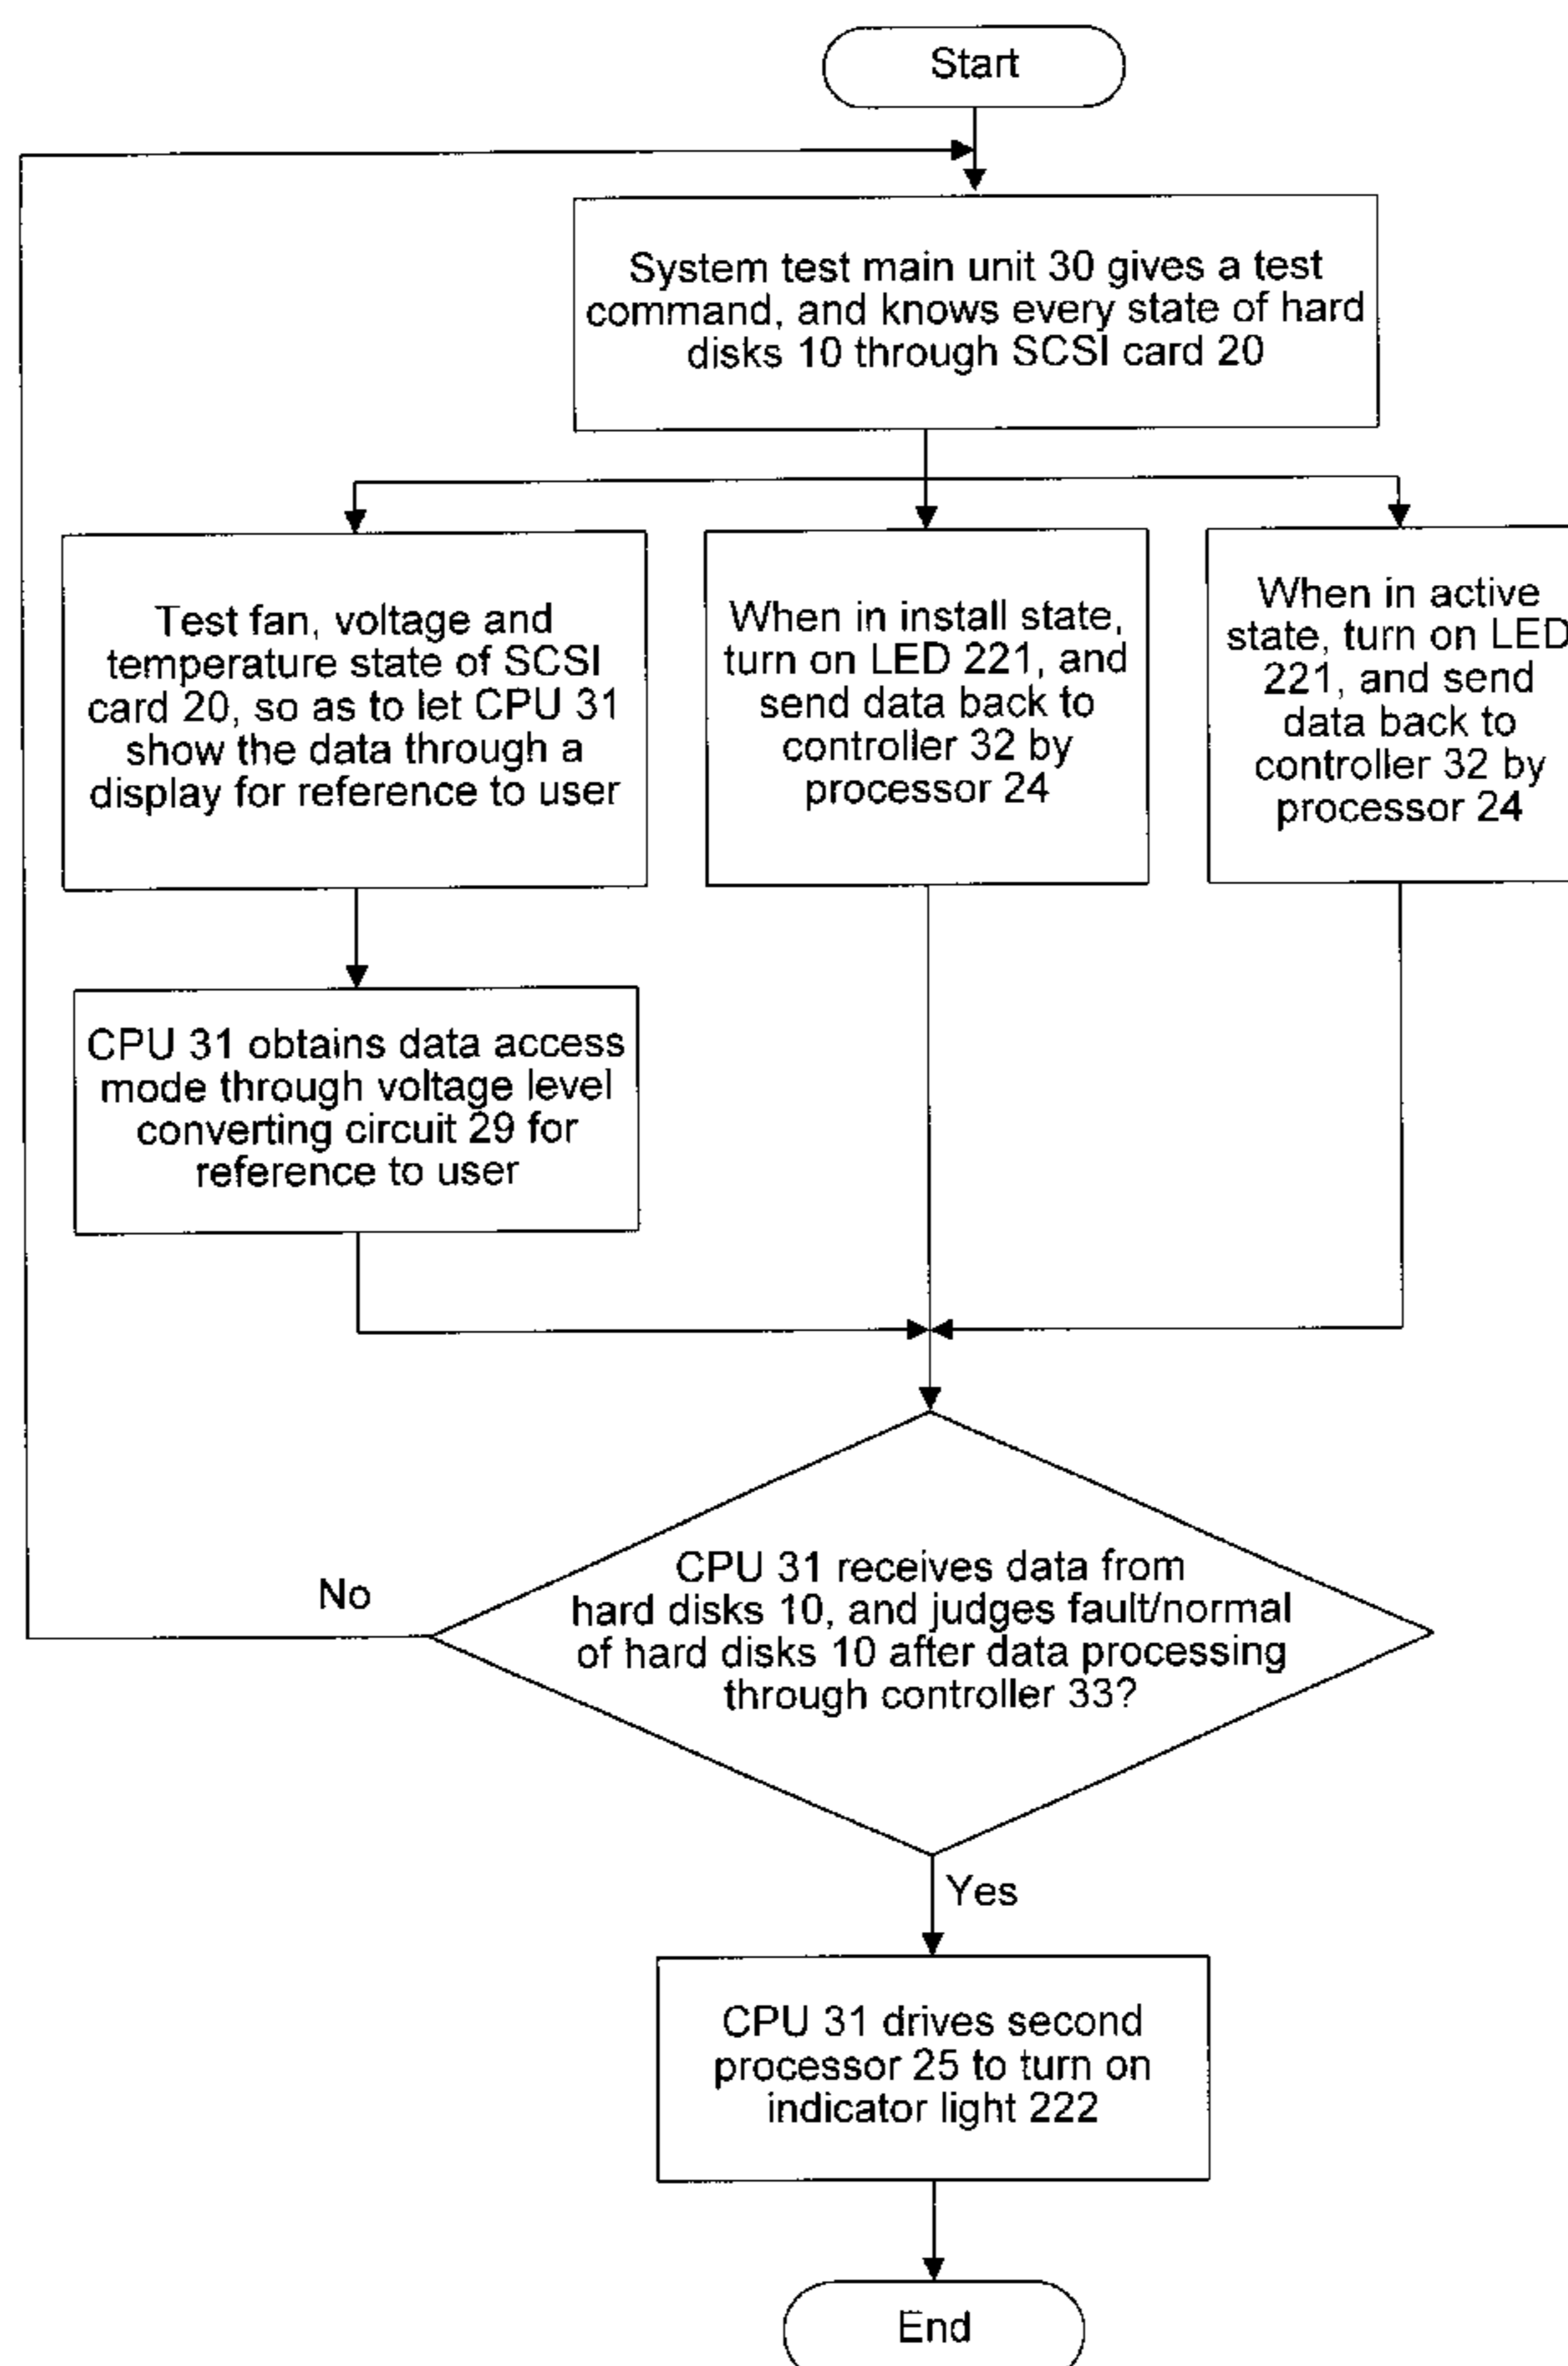 Start
System test main unit 30 gives a test
command, and knows every state of hard
disks 10 through SCSI card 20
Test fan, voltage and
temperature state of SCSI
card 20, so as to let CPU 31
show the data through a
display for reference to user
When in install state,
turn on LED 221, and
send data back to
controller 32 by
processor 24
When in active
state, turn on LED
221, and send
data back to
controller 32 by
processor 24
CPU 31 obtains data access
mode through voltage level
converting circuit 29 for
reference to user
No
CPU 31 receives data from
hard disks 10, and judges fault/normal
of hard disks 10 after data processing
through controller 33?
Yes
CPU 31 drives second
processor 25 to turn on
indicator light 222
End